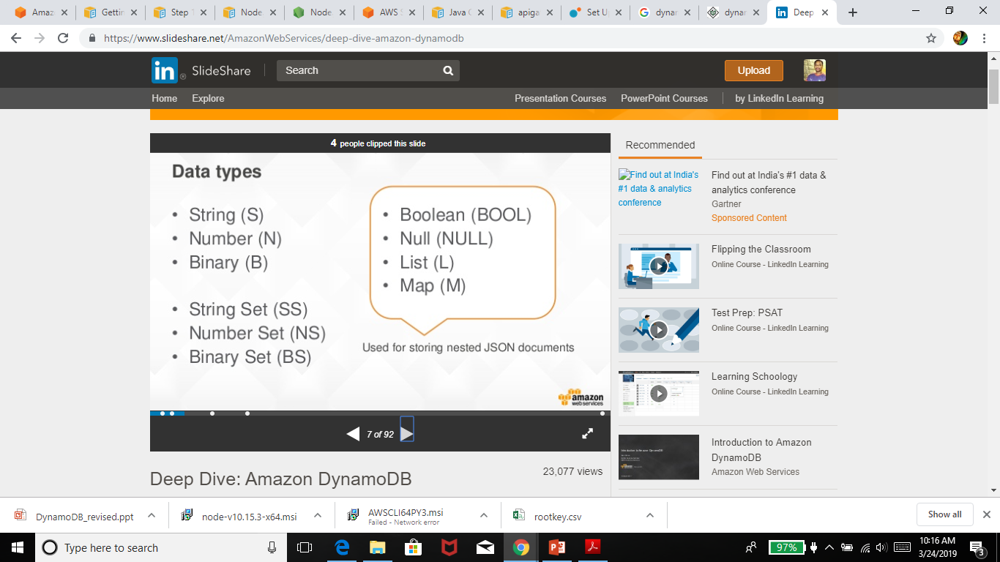 Amaz
Gettin
Step T
Node.
Node.
AWS S
Java C
apiga
Set U
dynar
dynar
Deep
https://www.slideshare.net/AmazonWebServices/deep-dive-amazon-dynamodb
in SlideShare
Search
Upload
Home Explore
Presentation Courses PowerPoint Courses by LinkedIn Learning
4 people clipped this slide
Data types
• String (S)
• Number (N)
• Binary (B)
• String Set (SS)
• Number Set (NS)
• Binary Set (BS)
• Boolean (BOOL)
• Null (NULL)
• List (L)
• Map (M)
Used for storing nested JSON documents
amazon
web services
7 of 92
Deep Dive: Amazon DynamoDB
23,077 views
Recommended
Find out at India's
#1 data & analytics
conference
Find out at India's #1 data &
analytics conference
Gartner
Sponsored Content
Flipping the Classroom
Online Course - LinkedIn Learning
Test Prep: PSAT
Online Course - LinkedIn Learning
Learning Schoology
Online Course - LinkedIn Learning
Introduction to Amazon
DynamoDB
Amazon Web Services
DynamoDB_revised.ppt
node-v10.15.3-x64.msi
AWSCLI64PY3.msi
Failed - Network error
rootkey.csv
Show all
Type here to search
97%
10:16 AM
3/24/2019
3